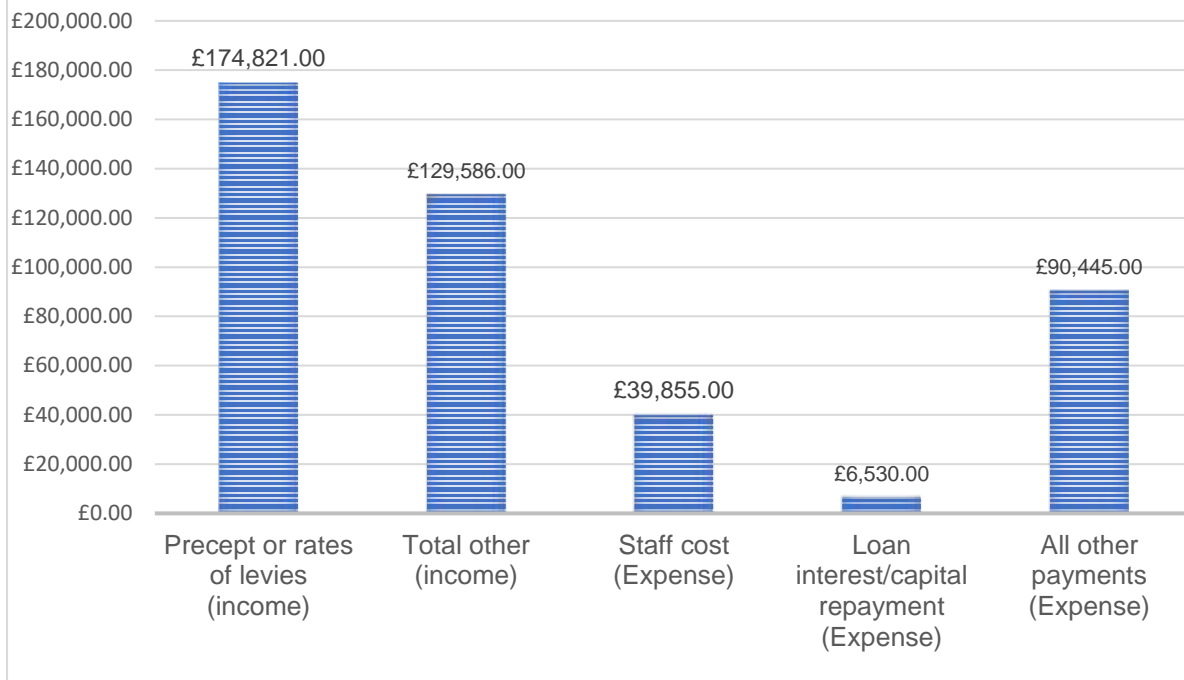 £200,000.00
£180,000.00
£160,000.00
£140,000.00
£120,000.00
£100,000.00
£80,000.00
£60,000.00
£40,000.00
£20,000.00
£0.00
£174,821.00
£129,586.00
£39,855.00
£6,530.00
£90,445.00
Precept or rates
of levies
(income)
Total other
(income)
Staff cost
(Expense)
Loan
interest/capital
repayment
(Expense)
All other
payments
(Expense)